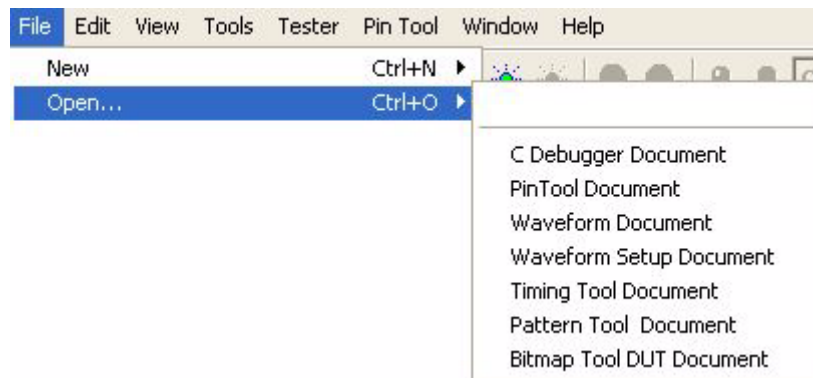 File Edit View Tools Tester Pin Tool Window Help
New Ctrl+N
Open... Ctrl+O
C Debugger Document
PinTool Document
Waveform Document
Waveform Setup Document
Timing Tool Document
Pattern Tool Document
Bitmap Tool DUT Document